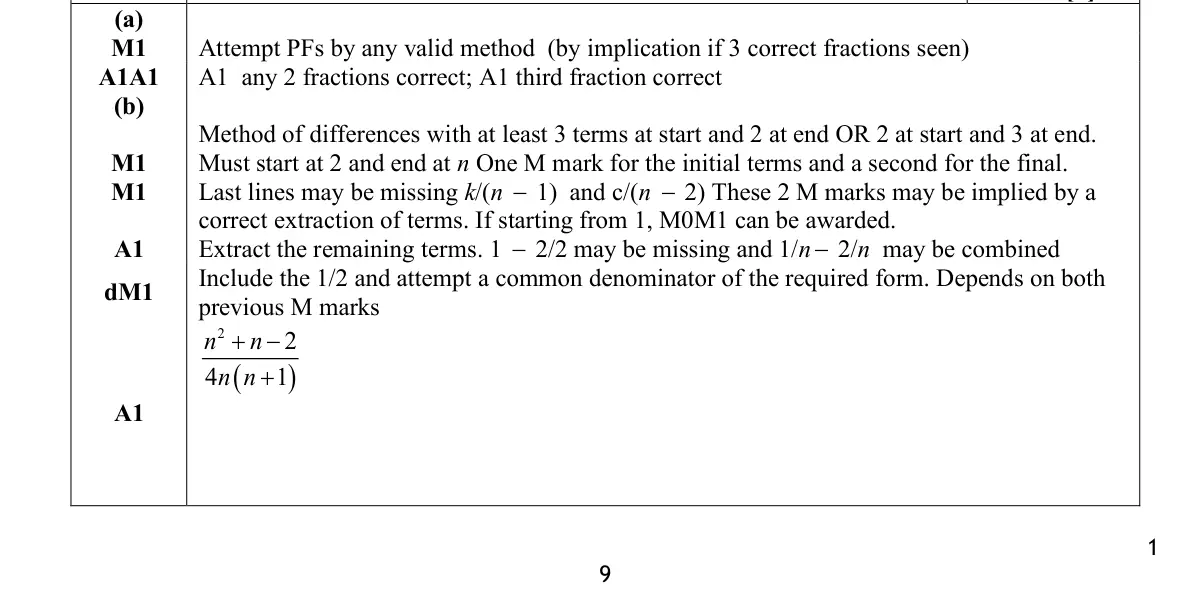 (a)
M1 Attempt PFs by any valid method (by implication if 3 correct fractions seen)
A1A1 A1 any 2 fractions correct; A1 third fraction correct
(b)
Method of differences with at least 3 terms at start and 2 at end OR 2 at start and 3 at end.
M1 Must start at 2 and end at n One M mark for the initial terms and a second for the final.
M1 Last lines may be missing k/(n − 1) and c/(n − 2) These 2 M marks may be implied by a
correct extraction of terms. If starting from 1, M0M1 can be awarded.
A1 Extract the remaining terms. 1 − 2/2 may be missing and 1/n − 2/n may be combined
Include the 1/2 and attempt a common denominator of the required form. Depends on both
dM1 previous M marks
n² + n − 2
4n(n+1)
A1
1
9